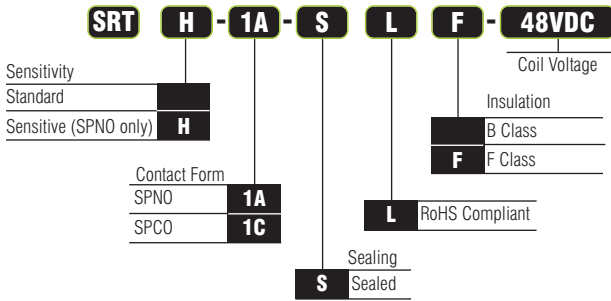 SRT H - 1A - S L F - 48VDC
Coil Voltage
Sensitivity
Standard
Sensitive (SPNO only) H
Insulation
B Class
F F Class
Contact Form
SPNO 1A
SPCO 1C
L RoHS Compliant
Sealing
S Sealed